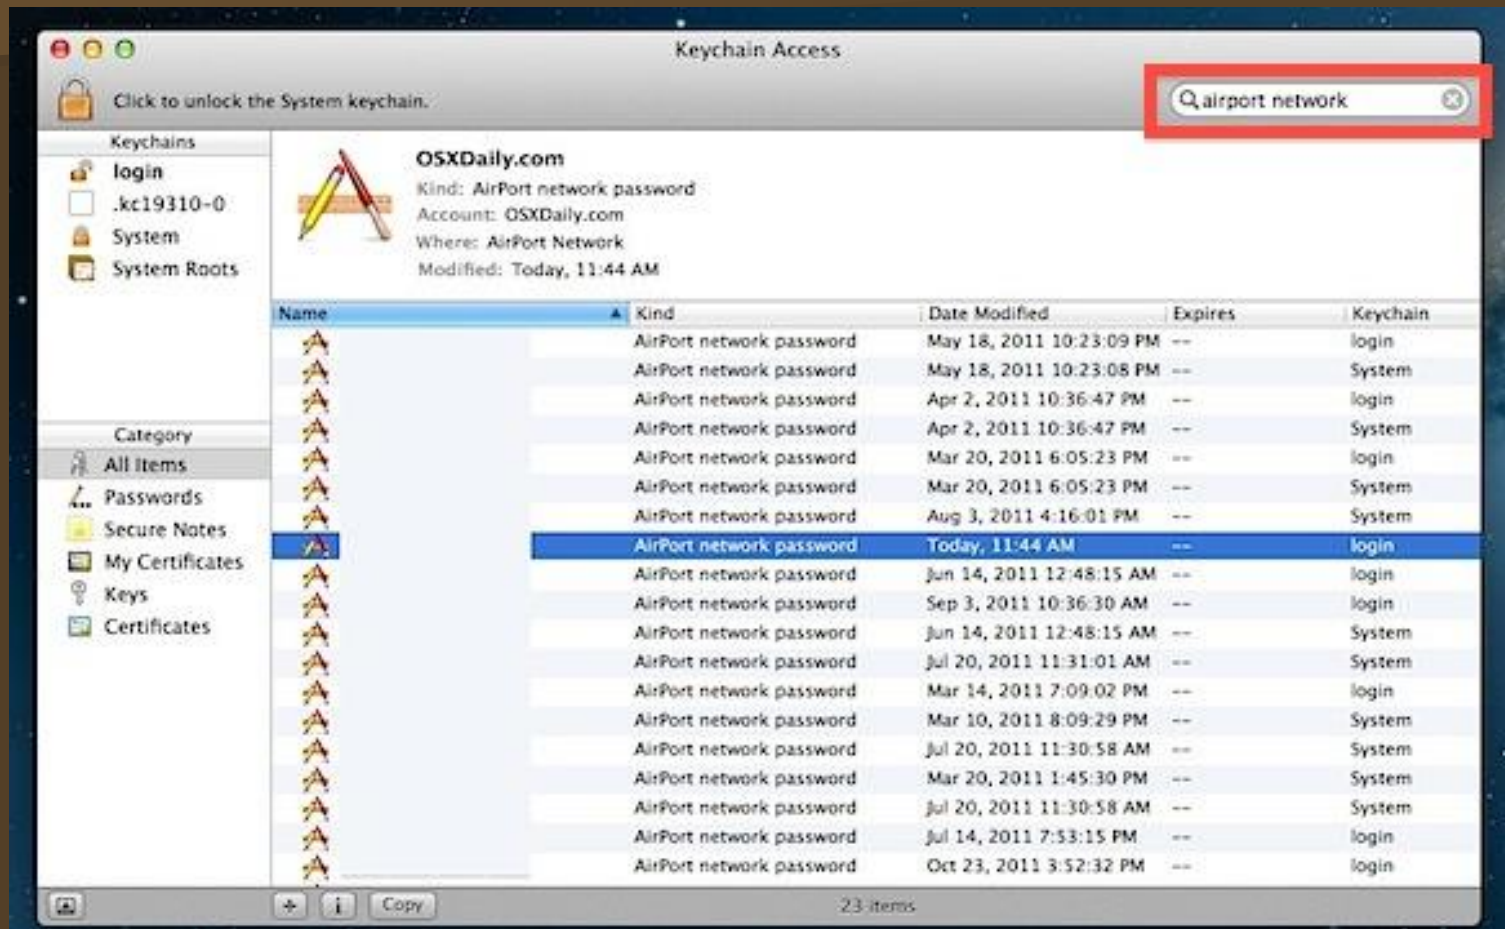 Keychain Access
Click to unlock the System keychain.
airport network
Keychains
login
.kc19310-0
System
System Roots
Category
All Items
Passwords
Secure Notes
My Certificates
Keys
Certificates
OSXDaily.com
Kind: AirPort network password
Account: OSXDaily.com
Where: AirPort Network
Modified: Today, 11:44 AM
Name Kind Date Modified Expires Keychain
AirPort network password May 18, 2011 10:23:09 PM -- login
AirPort network password May 18, 2011 10:23:08 PM -- System
AirPort network password Apr 2, 2011 10:36:47 PM -- login
AirPort network password Apr 2, 2011 10:36:47 PM -- System
AirPort network password Mar 20, 2011 6:05:23 PM -- login
AirPort network password Mar 20, 2011 6:05:23 PM -- System
AirPort network password Aug 3, 2011 4:16:01 PM -- System
AirPort network password Today, 11:44 AM -- login
AirPort network password Jun 14, 2011 12:48:15 AM -- login
AirPort network password Sep 3, 2011 10:36:30 AM -- login
AirPort network password Jun 14, 2011 12:48:15 AM -- System
AirPort network password Jul 20, 2011 11:31:01 AM -- System
AirPort network password Mar 14, 2011 7:09:02 PM -- login
AirPort network password Mar 10, 2011 8:09:29 PM -- System
AirPort network password Jul 20, 2011 11:30:58 AM -- System
AirPort network password Mar 20, 2011 1:45:30 PM -- System
AirPort network password Jul 20, 2011 11:30:58 AM -- System
AirPort network password Jul 14, 2011 7:53:15 PM -- login
AirPort network password Oct 23, 2011 3:52:32 PM -- login
+ i Copy 23 items